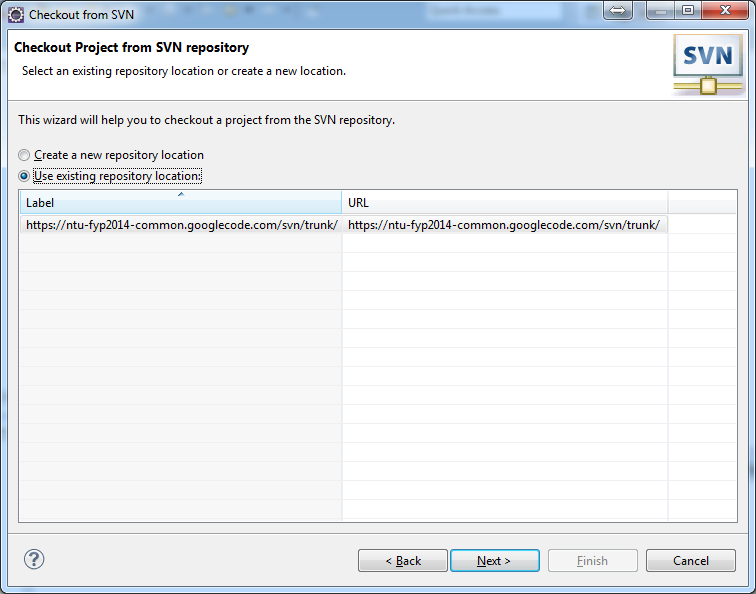 Checkout from SVN
Checkout Project from SVN repository
Select an existing repository location or create a new location.
SVN
This wizard will help you to checkout a project from the SVN repository.
Create a new repository location
Use existing repository location:
Label URL
https://ntu-fyp2014-common.googlecode.com/svn/trunk/ https://ntu-fyp2014-common.googlecode.com/svn/trunk/
? < Back Next > Finish Cancel